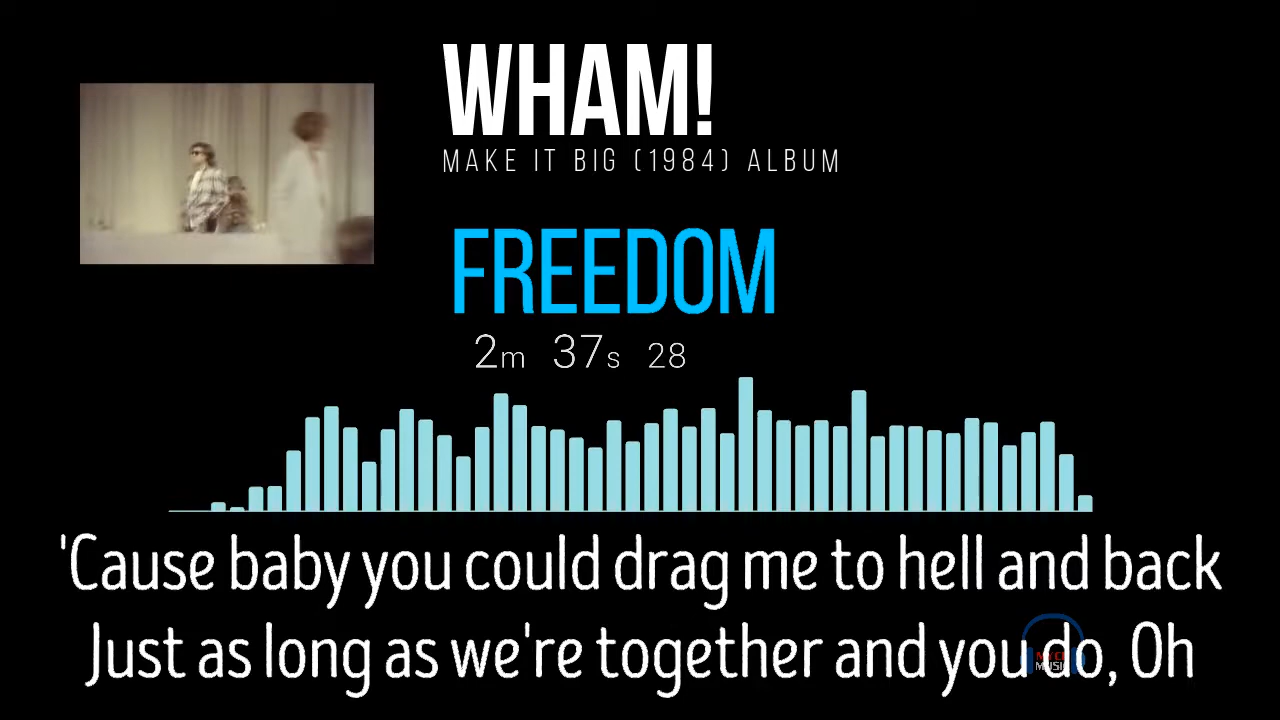 WHAM!
MAKE IT BIG (1984) ALBUM
FREEDOM
2m 37s 28
'Cause baby you could drag me to hell and back
Just as long as we're together and you do, Oh
MUSIC